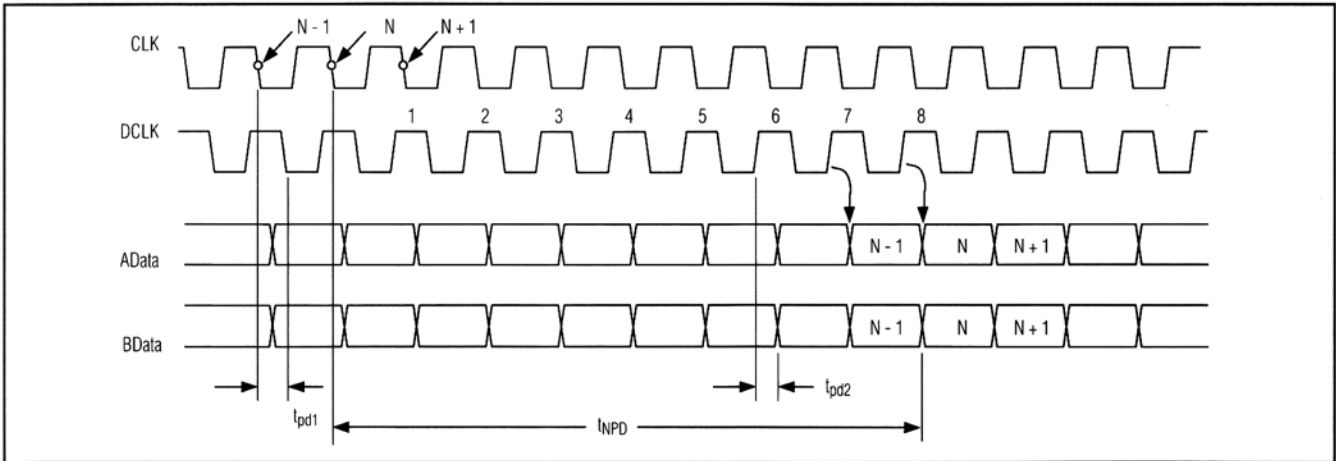 CLK N - 1 N N + 1
DCLK 1 2 3 4 5 6 7 8
AData N - 1 N N + 1
BData N - 1 N N + 1
tpd1 tNPD tpd2